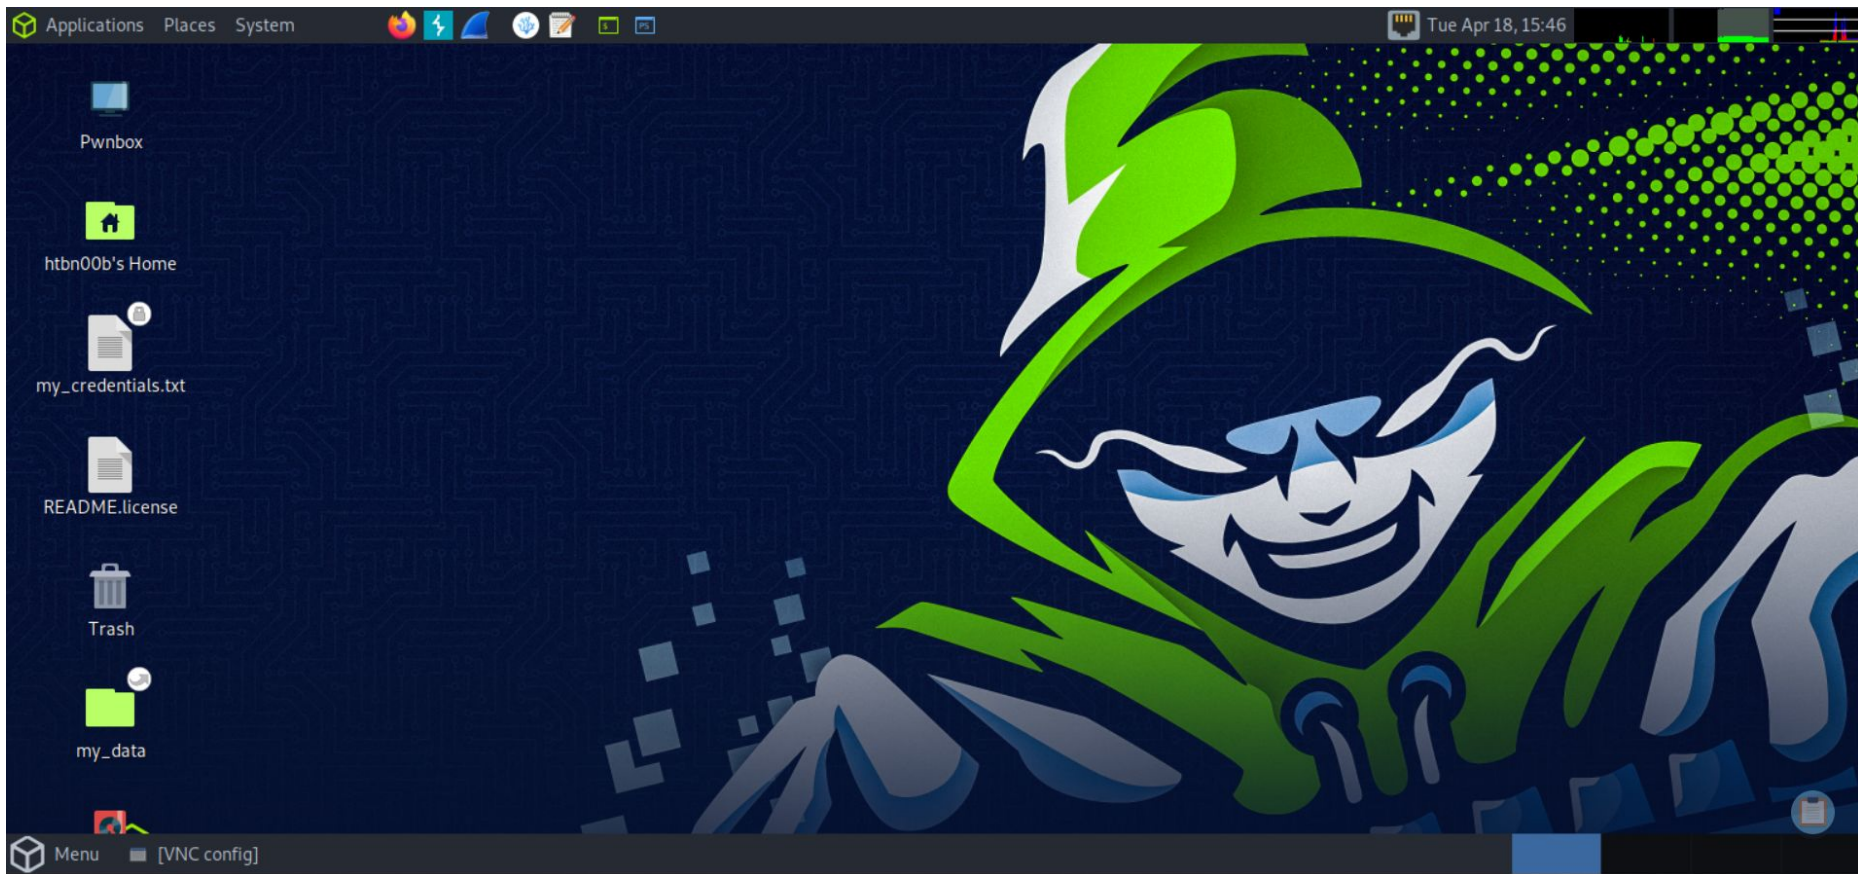 Applications Places System $ PS Tue Apr 18, 15:46
Pwnbox
htbn00b's Home
my_credentials.txt
README.license
Trash
my_data
Menu [VNC config]